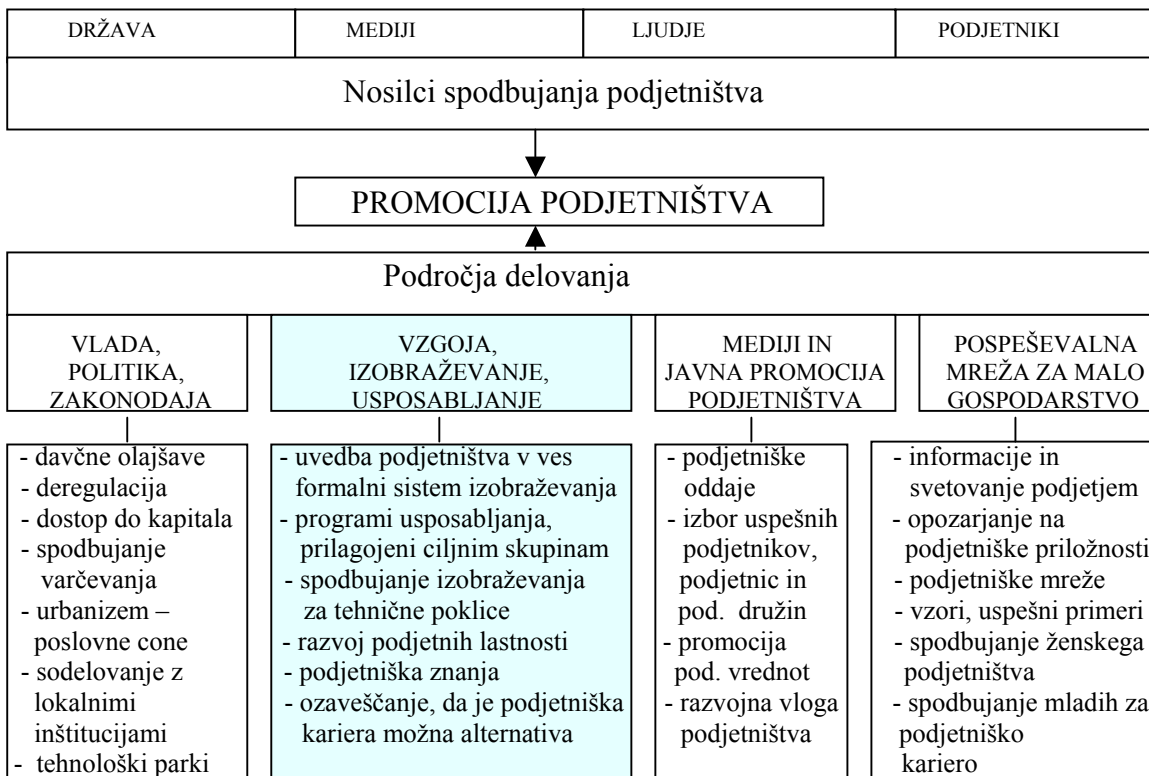 DRŽAVA
MEDIJI
LJUDJE
PODJETNIKI
Nosilci spodbujanja podjetništva
PROMOCIJA PODJETNIŠTVA
Področja delovanja
VLADA,
POLITIKA,
ZAKONODAJA
VZGOJA,
IZOBRAŽEVANJE,
USPOSABLJANJE
MEDIJI IN
JAVNA PROMOCIJA
PODJETNIŠTVA
POSPEŠEVALNA
MREŽA ZA MALO
GOSPODARSTVO
- davčne olajšave
- deregulacija
- dostop do kapitala
- spodbujanje
varčevanja
- urbanizem –
poslovne cone
- sodelovanje z
lokalnimi
inštitucijami
- tehnološki parki
- uvedba podjetništva v ves
formalni sistem izobraževanja
- programi usposabljanja,
prilagojeni ciljnim skupinam
- spodbujanje izobraževanja
za tehnične poklice
- razvoj podjetnih lastnosti
- podjetniška znanja
- ozaveščanje, da je podjetniška
kariera možna alternativa
- podjetniške
oddaje
- izbor uspešnih
podjetnikov,
podjetnic in
pod. družin
- promocija
pod. vrednot
- razvojna vloga
podjetništva
- informacije in
svetovanje podjetjem
- opozarjanje na
podjetniške priložnosti
- podjetniške mreže
- vzori, uspešni primeri
- spodbujanje ženskega
podjetništva
- spodbujanje mladih za
podjetniško
kariero